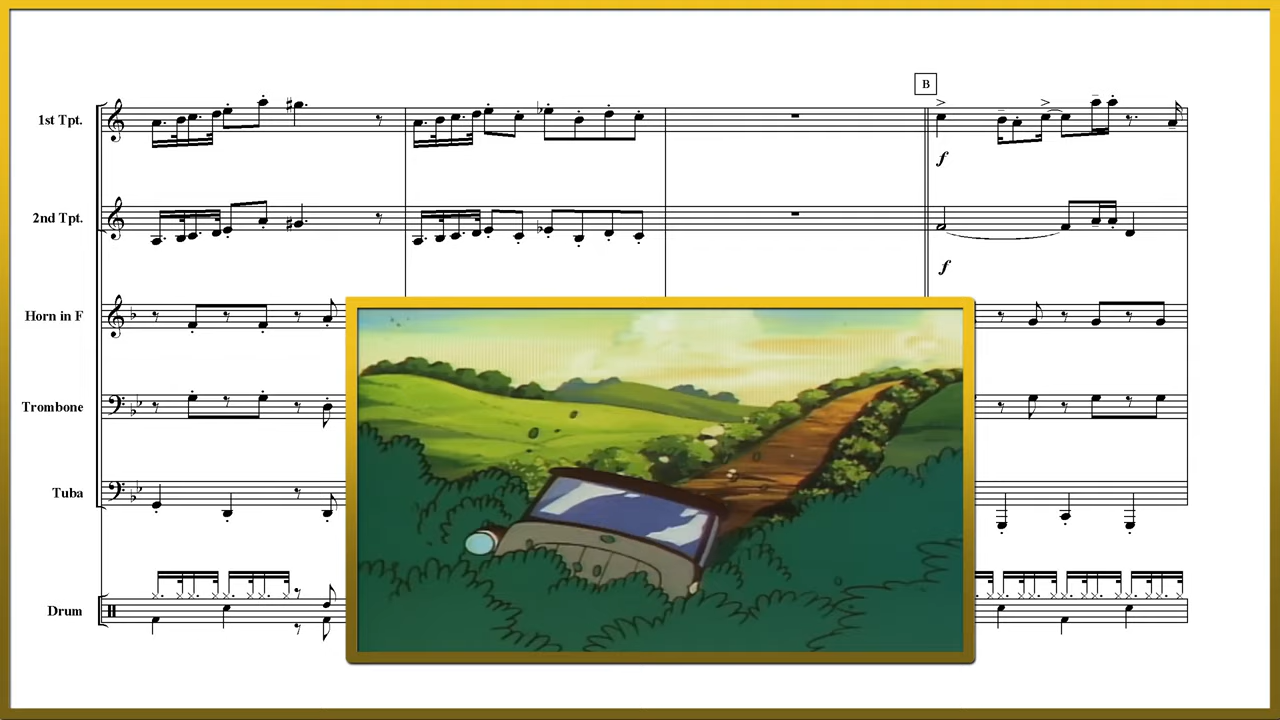 B
1st Tpt.
f
2nd Tpt.
f
Horn in F
Trombone
Tuba
Drum